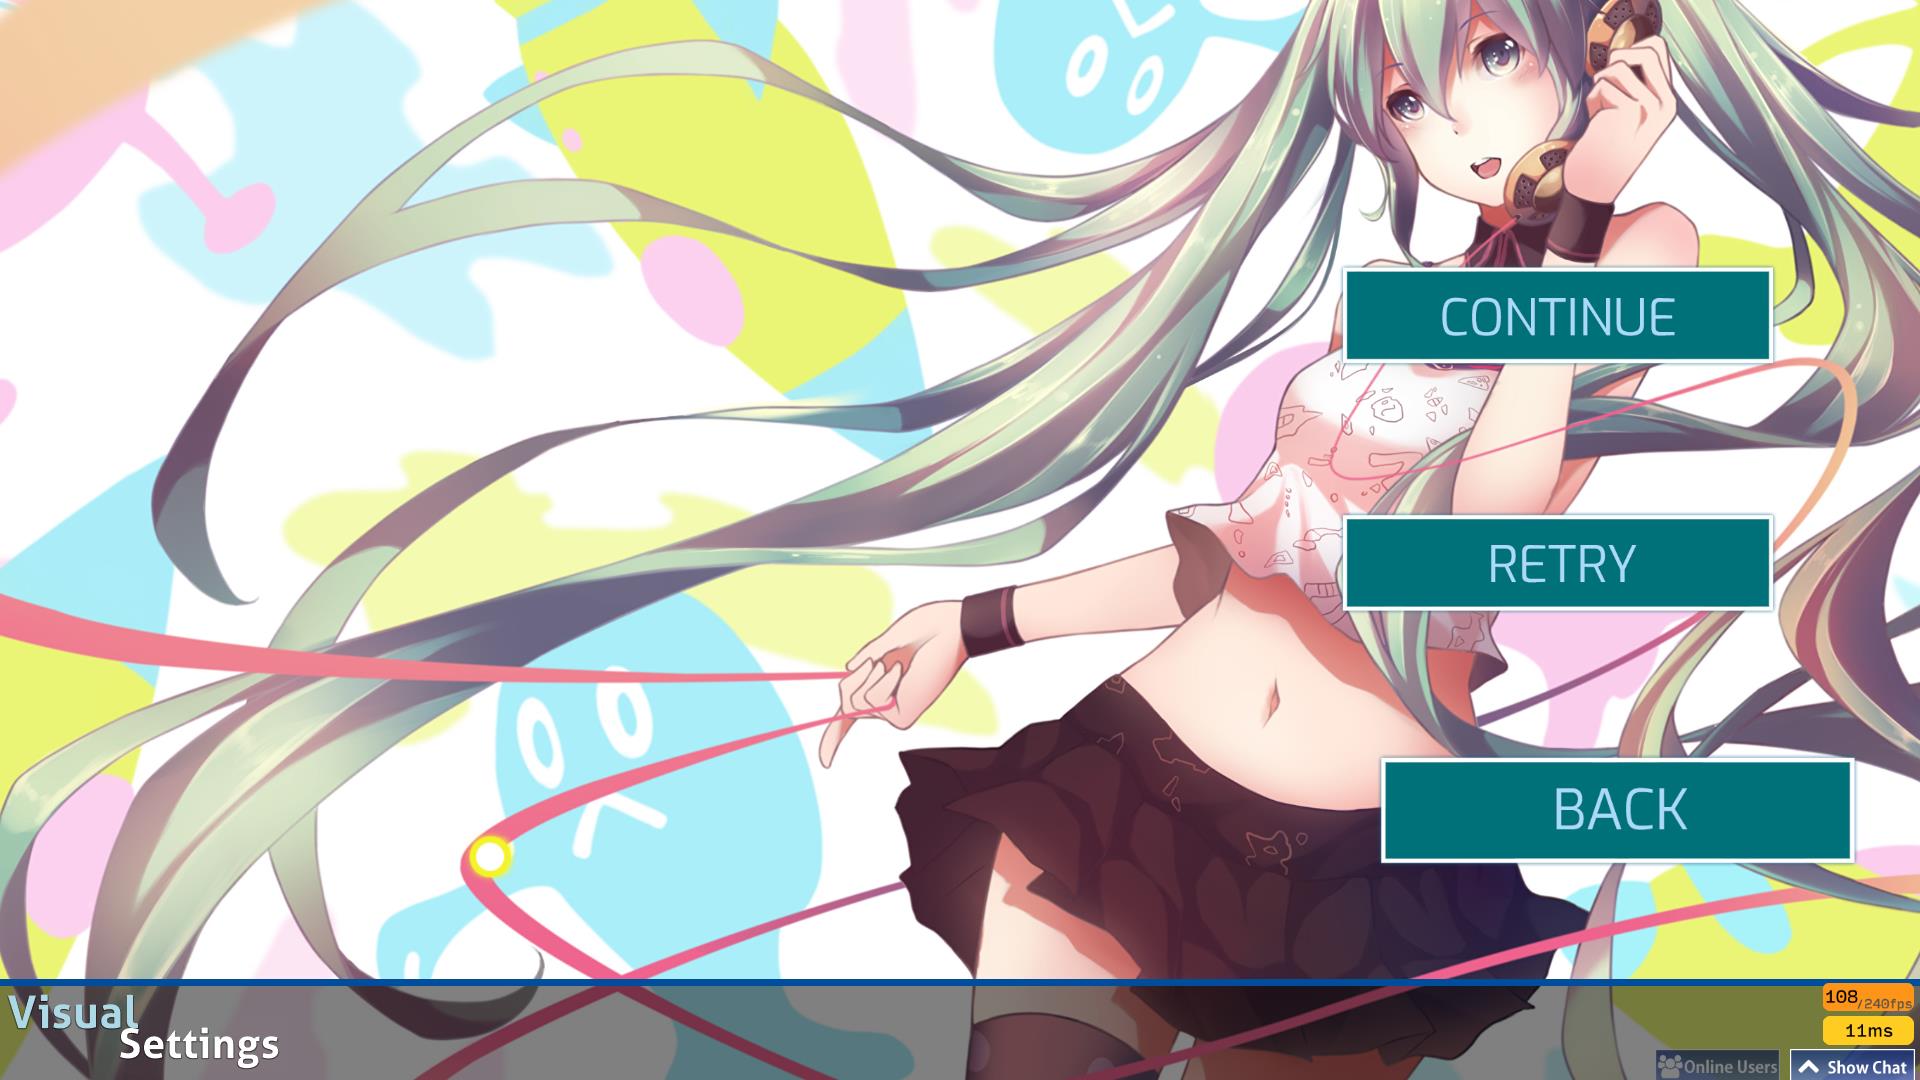 CONTINUE
RETRY
BACK
Visual
Settings
108/240fps
11ms
Online Users
Show Chat